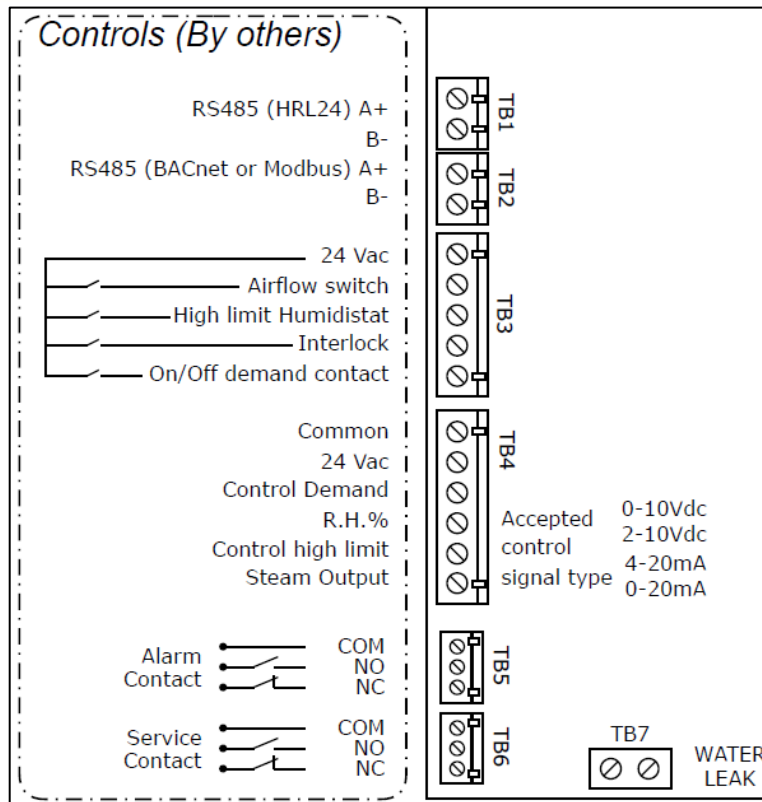 Controls (By others)
RS485 (HRL24) A+
B-
TB1
RS485 (BACnet or Modbus) A+
B-
TB2
24 Vac
Airflow switch
High limit Humidistat
Interlock
On/Off demand contact
TB3
Common
24 Vac
Control Demand
R.H.%
Control high limit
Steam Output
TB4
Accepted
control
signal type
0-10Vdc
2-10Vdc
4-20mA
0-20mA
Alarm
Contact
COM
NO
NC
TB5
Service
Contact
COM
NO
NC
TB6
TB7
WATER
LEAK